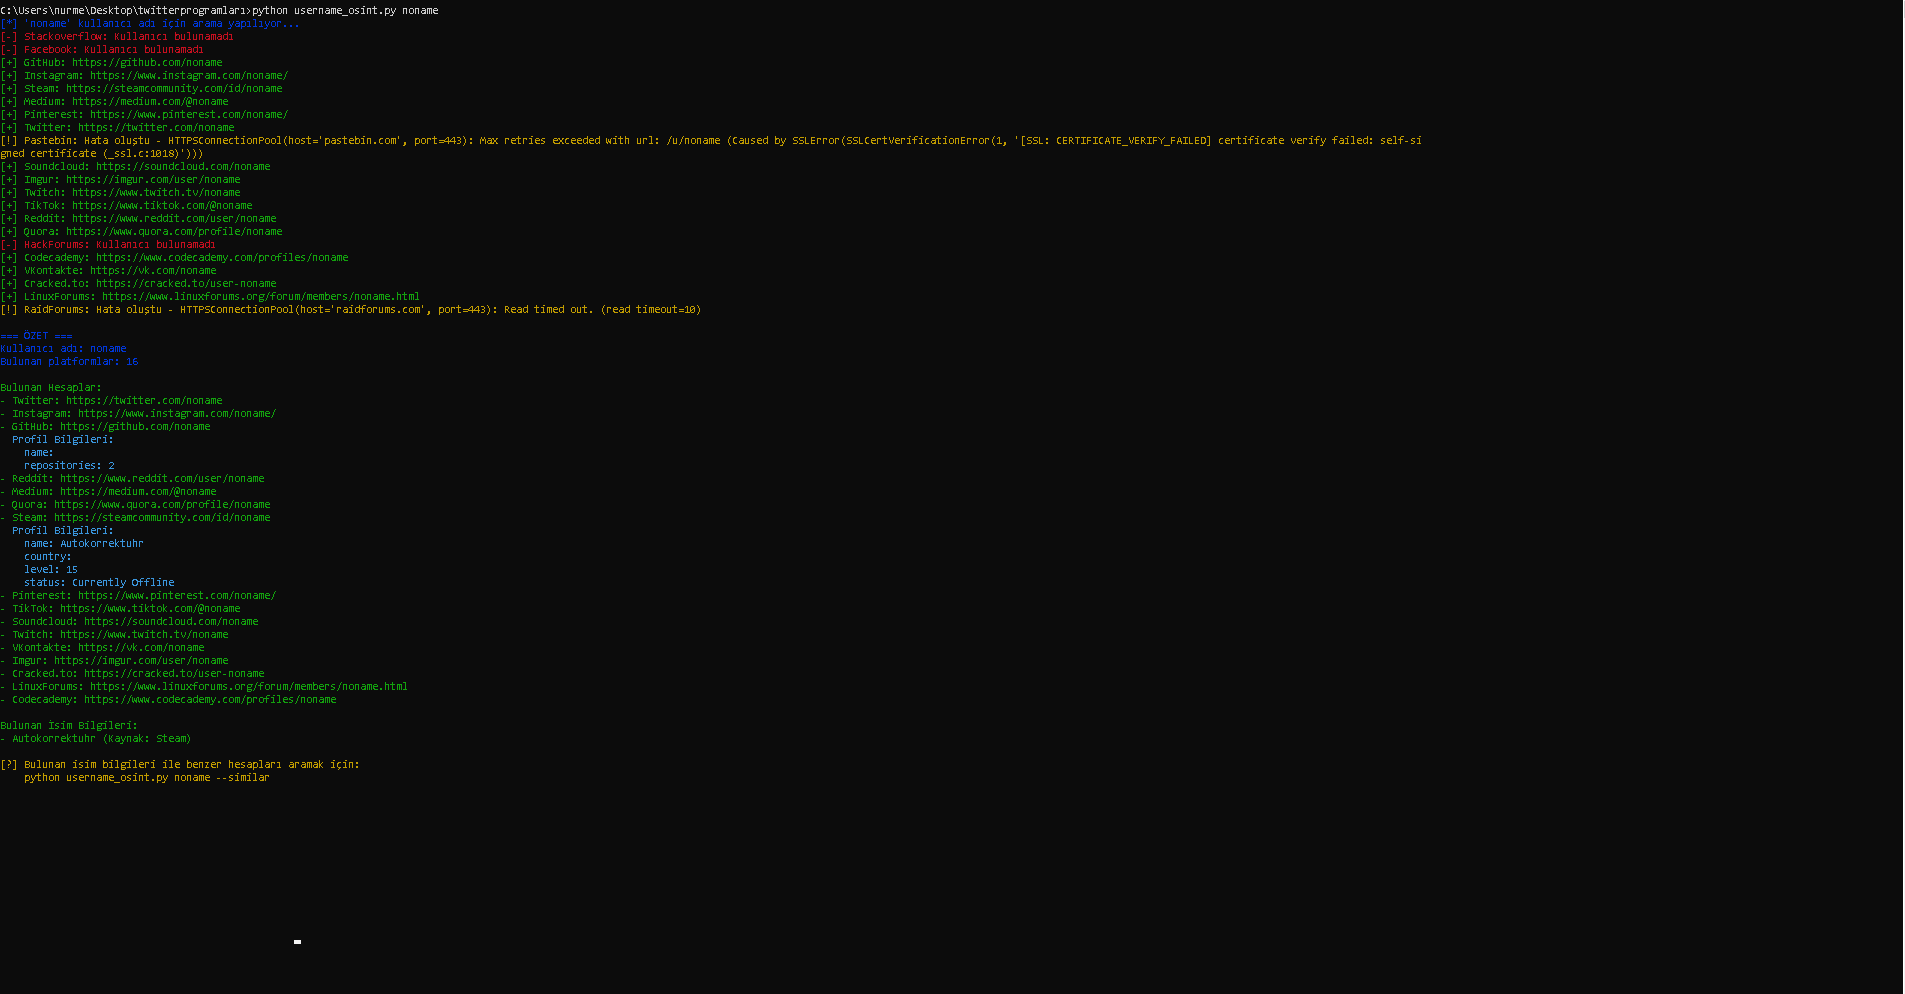 C:\Users\nurme\Desktop\twitterprogramları>python username_osint.py noname
[*] 'noname' kullanıcı adı için arama yapılıyor...
[-] Stackoverflow: Kullanıcı bulunamadı
[-] Facebook: Kullanıcı bulunamadı
[+] GitHub: https://github.com/noname
[+] Instagram: https://www.instagram.com/noname/
[+] Steam: https://steamcommunity.com/id/noname
[+] Medium: https://medium.com/@noname
[+] Pinterest: https://www.pinterest.com/noname/
[+] Twitter: https://twitter.com/noname
[!] Pastebin: Hata oluştu - HTTPSConnectionPool(host='pastebin.com', port=443): Max retries exceeded with url: /u/noname (Caused by SSLError(SSLCertVerificationError(1, '[SSL: CERTIFICATE_VERIFY_FAILED] certificate verify failed: self-si
gned certificate (_ssl.c:1018)')))
[+] Soundcloud: https://soundcloud.com/noname
[+] Imgur: https://imgur.com/user/noname
[+] Twitch: https://www.twitch.tv/noname
[+] TikTok: https://www.tiktok.com/@noname
[+] Reddit: https://www.reddit.com/user/noname
[+] Quora: https://www.quora.com/profile/noname
[-] HackForums: Kullanıcı bulunamadı
[+] Codecademy: https://www.codecademy.com/profiles/noname
[+] VKontakte: https://vk.com/noname
[+] Cracked.to: https://cracked.to/user-noname
[+] LinuxForums: https://www.linuxforums.org/forum/members/noname.html
[!] RaidForums: Hata oluştu - HTTPSConnectionPool(host='raidforums.com', port=443): Read timed out. (read timeout=10)
=== ÖZET ===
Kullanıcı adı: noname
Bulunan platformlar: 16
Bulunan Hesaplar:
- Twitter: https://twitter.com/noname
- Instagram: https://www.instagram.com/noname/
- GitHub: https://github.com/noname
Profil Bilgileri:
name:
repositories: 2
- Reddit: https://www.reddit.com/user/noname
- Medium: https://medium.com/@noname
- Quora: https://www.quora.com/profile/noname
- Steam: https://steamcommunity.com/id/noname
Profil Bilgileri:
name: Autokorrektuhr
country:
level: 15
status: Currently Offline
- Pinterest: https://www.pinterest.com/noname/
- TikTok: https://www.tiktok.com/@noname
- Soundcloud: https://soundcloud.com/noname
- Twitch: https://www.twitch.tv/noname
- VKontakte: https://vk.com/noname
- Imgur: https://imgur.com/user/noname
- Cracked.to: https://cracked.to/user-noname
- LinuxForums: https://www.linuxforums.org/forum/members/noname.html
- Codecademy: https://www.codecademy.com/profiles/noname
Bulunan İsim Bilgileri:
- Autokorrektuhr (Kaynak: Steam)
[?] Bulunan isim bilgileri ile benzer hesapları aramak için:
python username_osint.py noname --similar